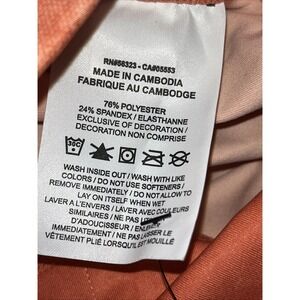 RN#56323 - CA#05553
MADE IN CAMBODIA
FABRIQUE AU CAMBODGE
76% POLYESTER
24% SPANDEX / ELASTHANNE
EXCLUSIVE OF DECORATION /
DECORATION NON COMPRISE
30C
WASH INSIDE OUT / WASH WITH LIKE
COLORS / DO NOT USE SOFTENERS /
REMOVE IMMEDIATELY / DO NOT ALLOW TO
LAY ON ITSELF WHEN WET
LAVER A L'ENVERS / LAVER AVEC COULEURS
SIMILAIRES / NE PAS
D'ADOUCISSEUR /
NE PAS LAISSER LE
VÊTEMENT PLIÉ LORSQU'IL EST MOUILLÉ